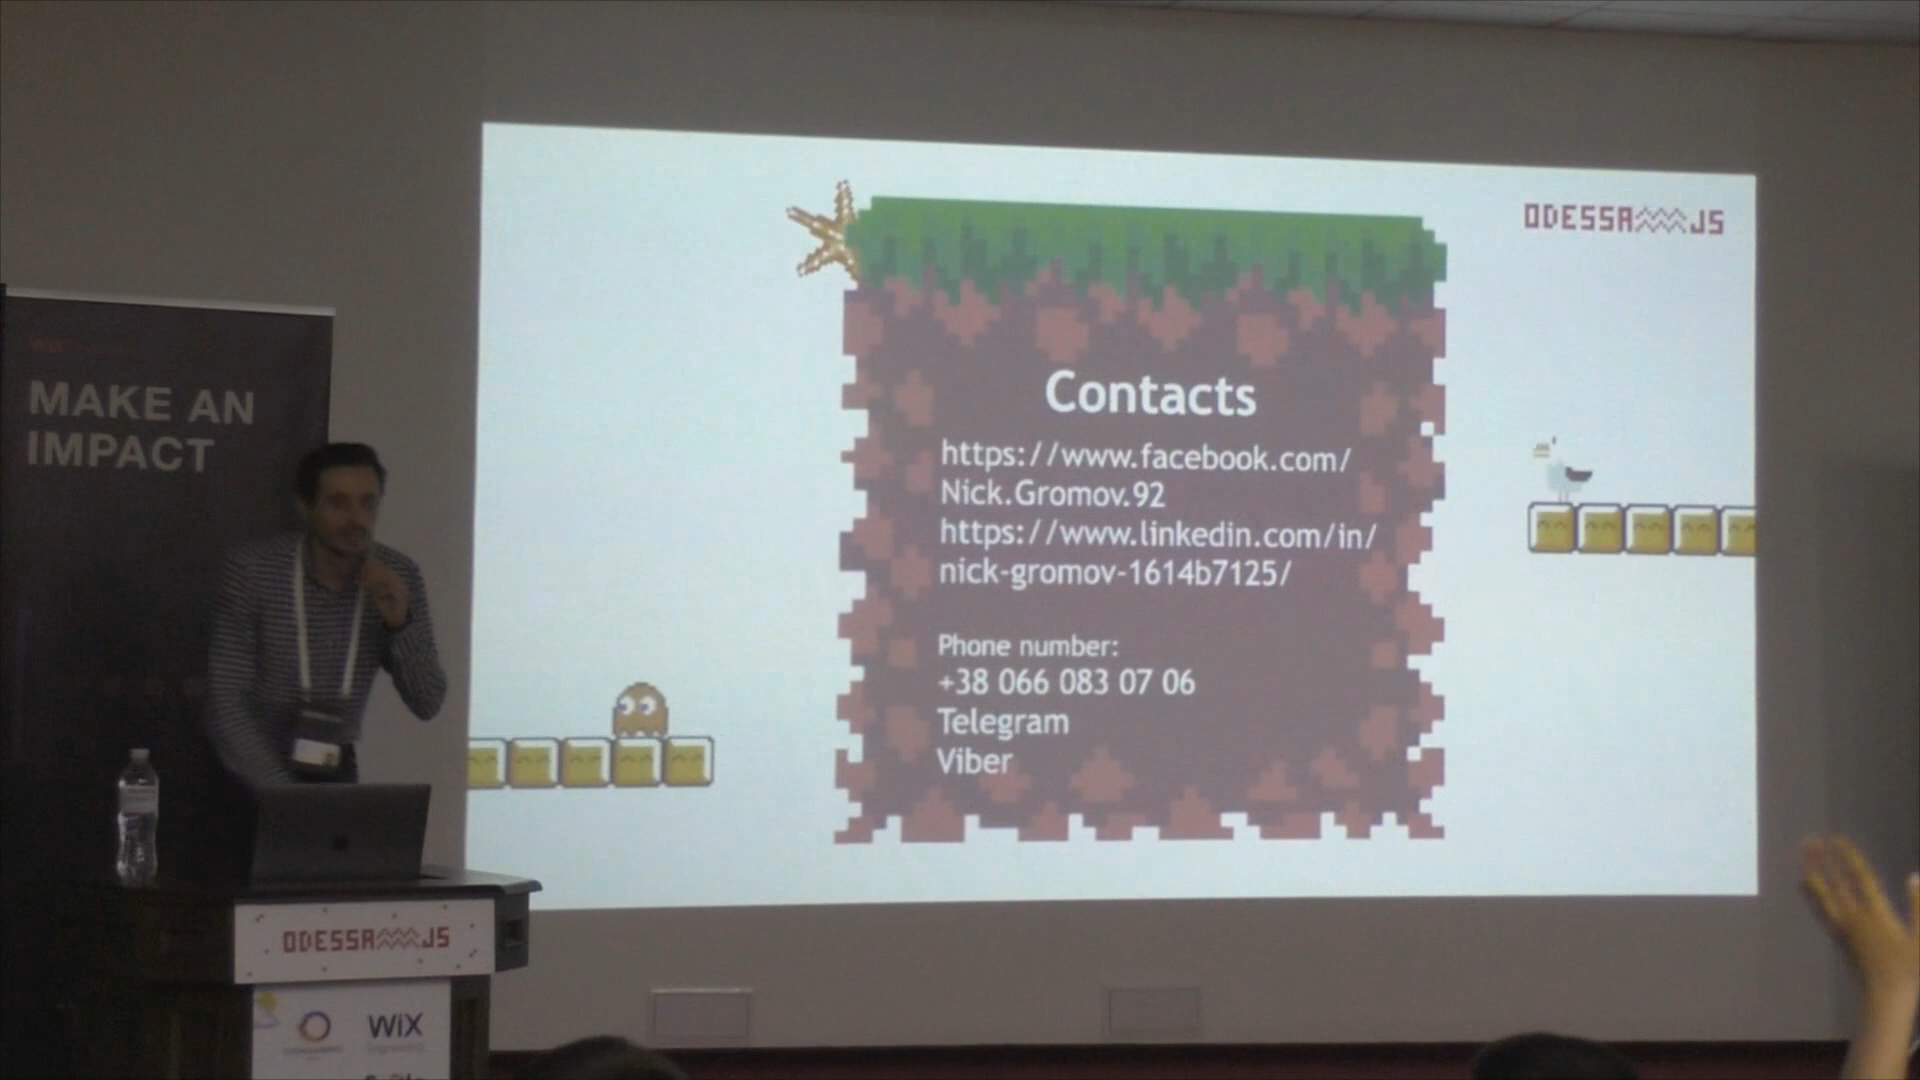 MAKE AN
IMPACT
ODESSA JS
Contacts
https://www.facebook.com/
Nick.Gromov.92
https://www.linkedin.com/in/
nick-gromov-1614b7125/
Phone number:
+38 066 083 07 06
Telegram
Viber
ODESSA JS
WiX
Engineering